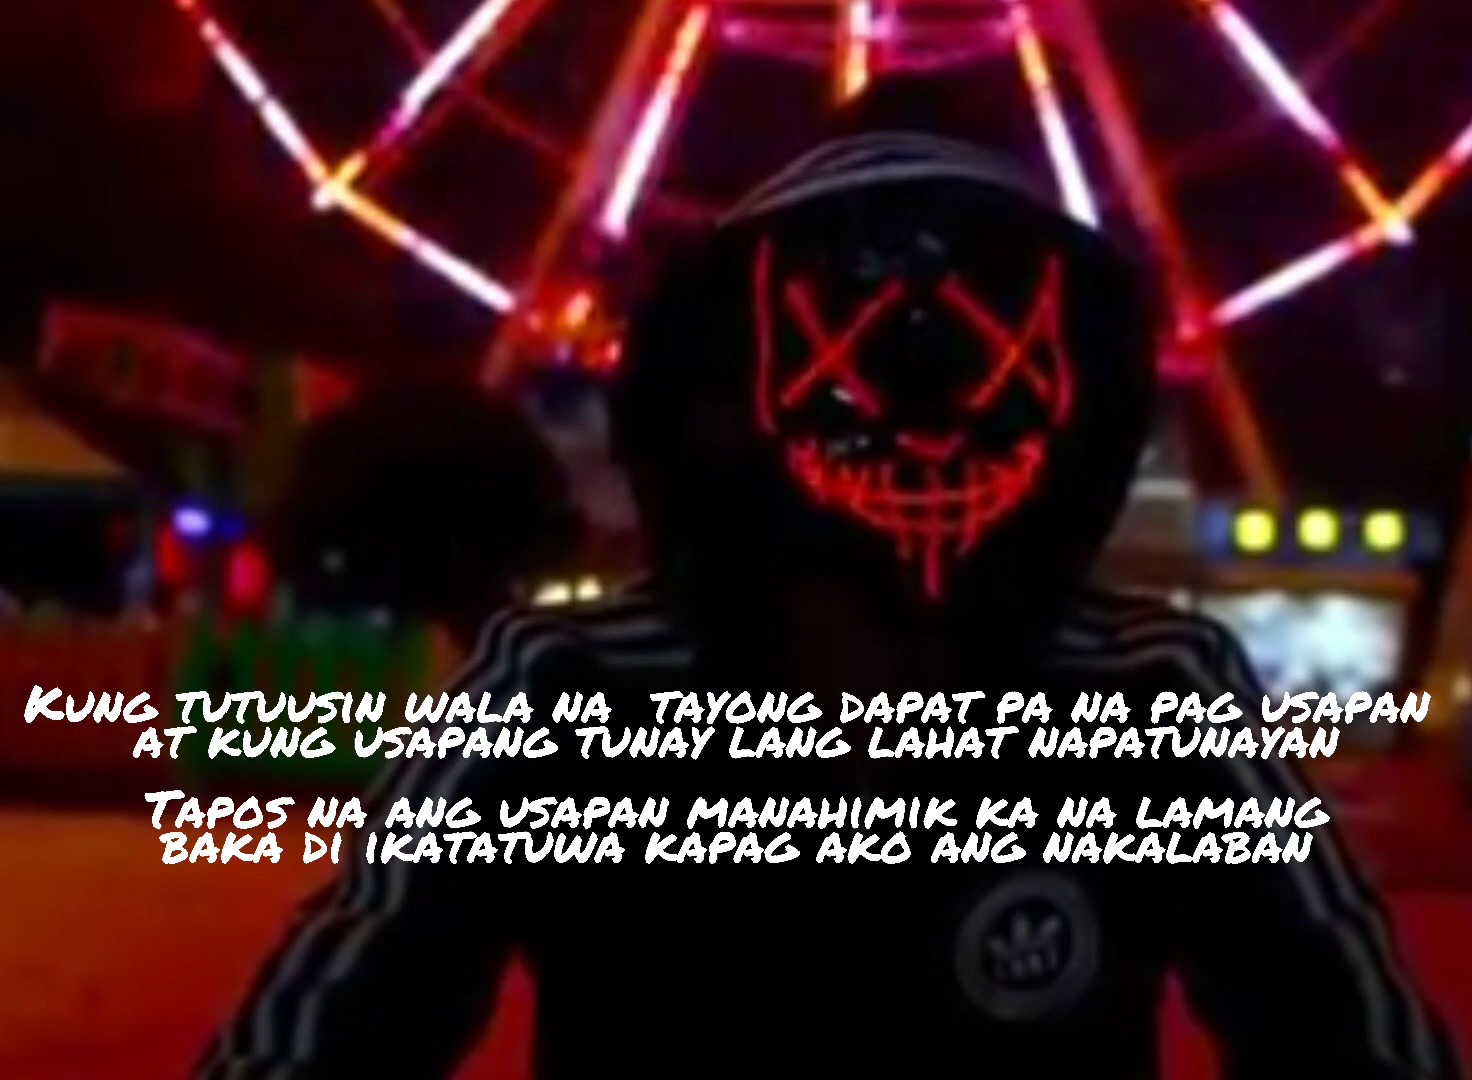 Kung tutuusin wala na tayong dapat pa na pag usapan
at kung usapang tunay lang lahat napatunayan
Tapos na ang usapan manahimik ka na lamang
baka di ikatatuwa kapag ako ang nakalaban